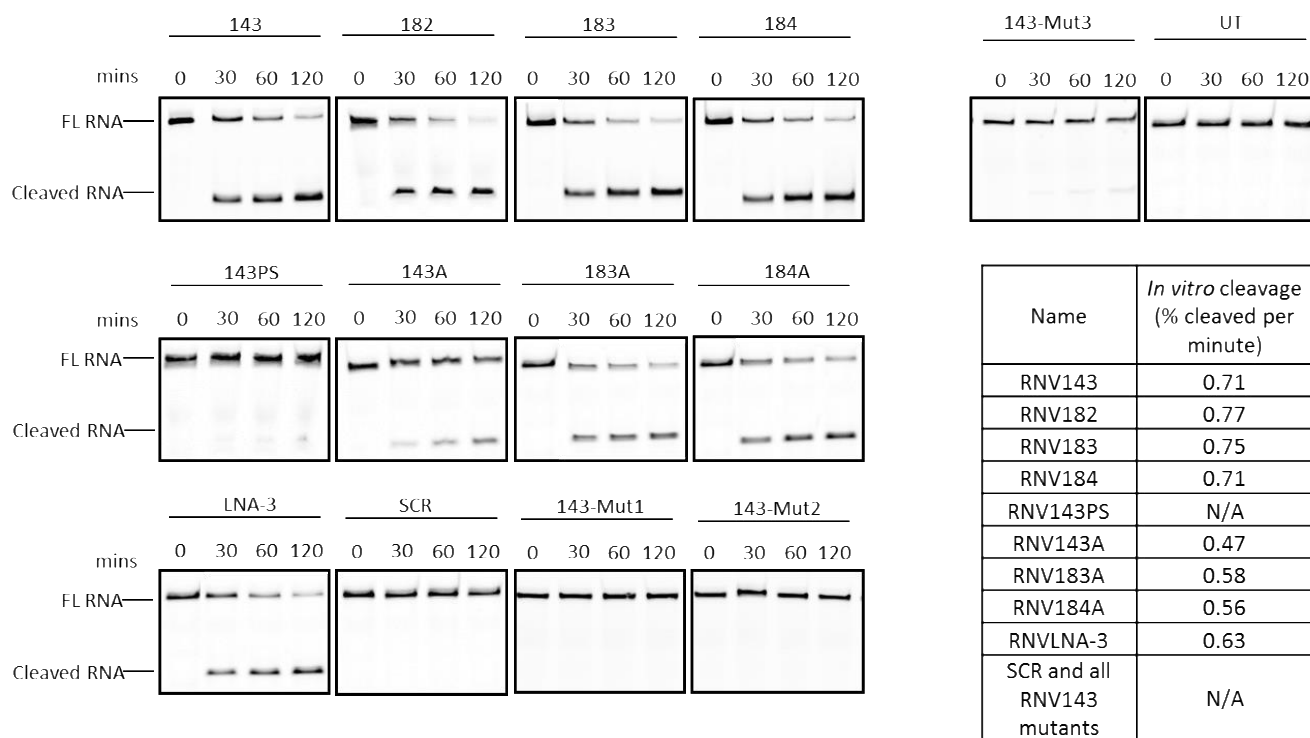 143 182 183 184 143-Mut3 UT
mins 0 30 60 120 0 30 60 120 0 30 60 120 0 30 60 120 0 30 60 120 0 30 60 120
FL RNA
Cleaved RNA
143PS 143A 183A 184A
mins 0 30 60 120 0 30 60 120 0 30 60 120 0 30 60 120
FL RNA
Cleaved RNA
LNA-3 SCR 143-Mut1 143-Mut2
mins 0 30 60 120 0 30 60 120 0 30 60 120 0 30 60 120
FL RNA
Cleaved RNA
Name In vitro cleavage
(% cleaved per
minute)
RNV143 0.71
RNV182 0.77
RNV183 0.75
RNV184 0.71
RNV143PS N/A
RNV143A 0.47
RNV183A 0.58
RNV184A 0.56
RNVLNA-3 0.63
SCR and all
RNV143
mutants
N/A